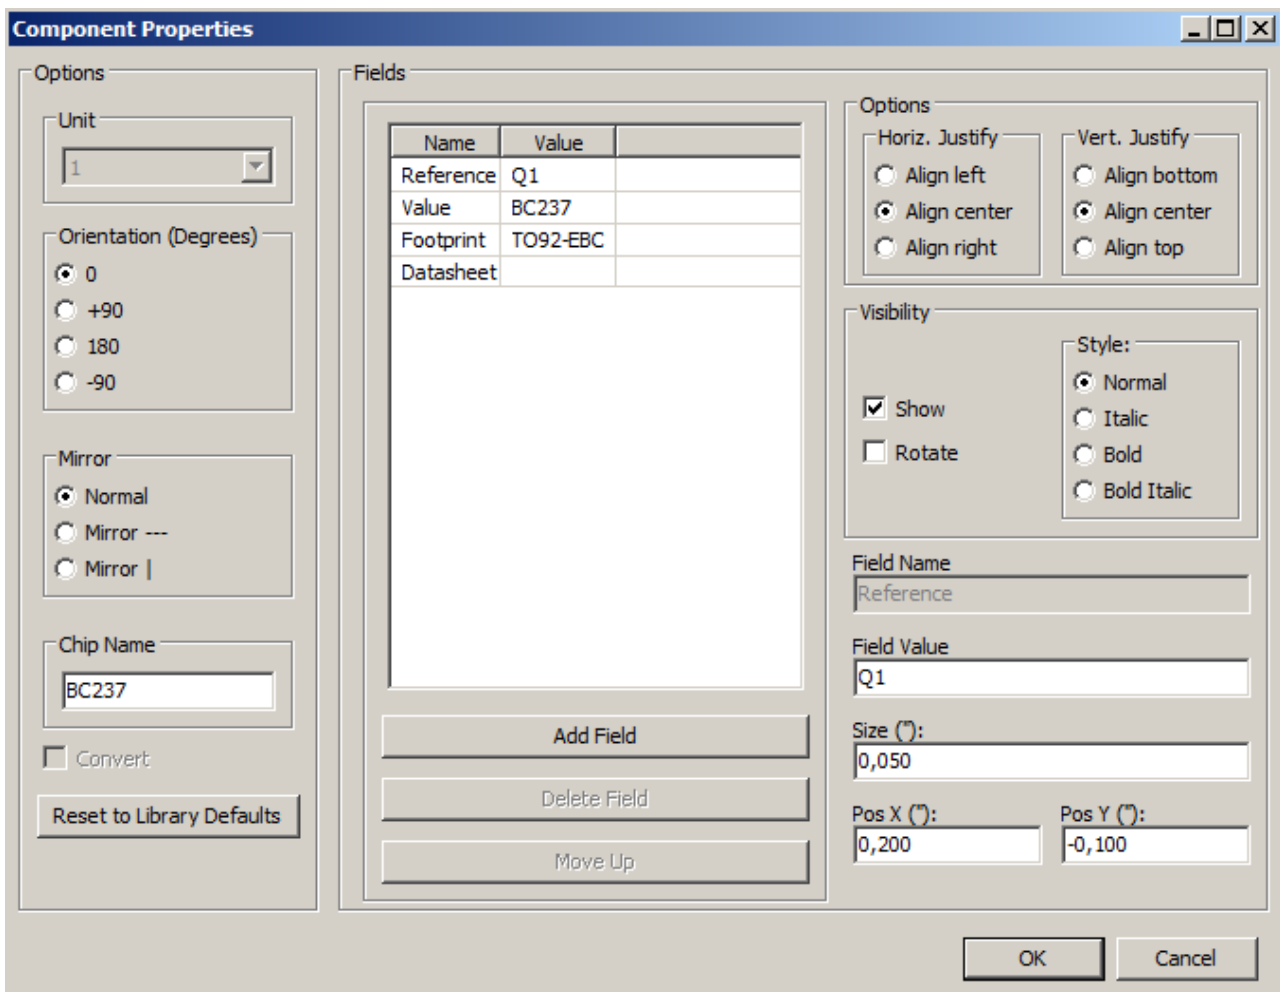 Component Properties
Options
Unit
1
Orientation (Degrees)
0
+90
180
-90
Mirror
Normal
Mirror ---
Mirror |
Chip Name
BC237
Convert
Reset to Library Defaults
Fields
Name Value
Reference Q1
Value BC237
Footprint TO92-EBC
Datasheet
Add Field
Delete Field
Move Up
Options
Horiz. Justify
Align left
Align center
Align right
Vert. Justify
Align bottom
Align center
Align top
Visibility
Show
Rotate
Style:
Normal
Italic
Bold
Bold Italic
Field Name
Reference
Field Value
Q1
Size ("):
0,050
Pos X ("):
0,200
Pos Y ("):
-0,100
OK
Cancel